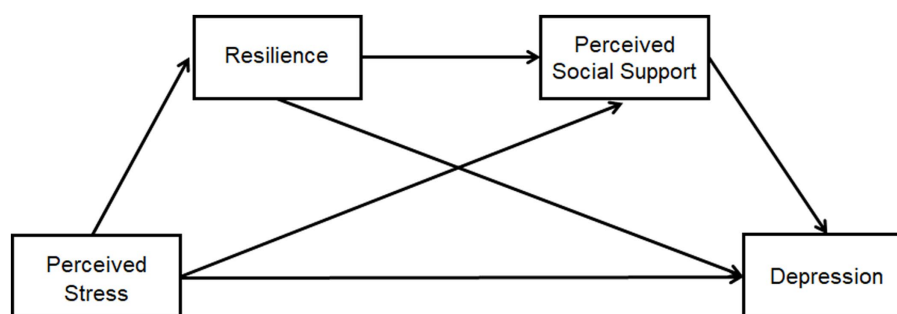 Resilience
Perceived
Social Support
Perceived
Stress
Depression